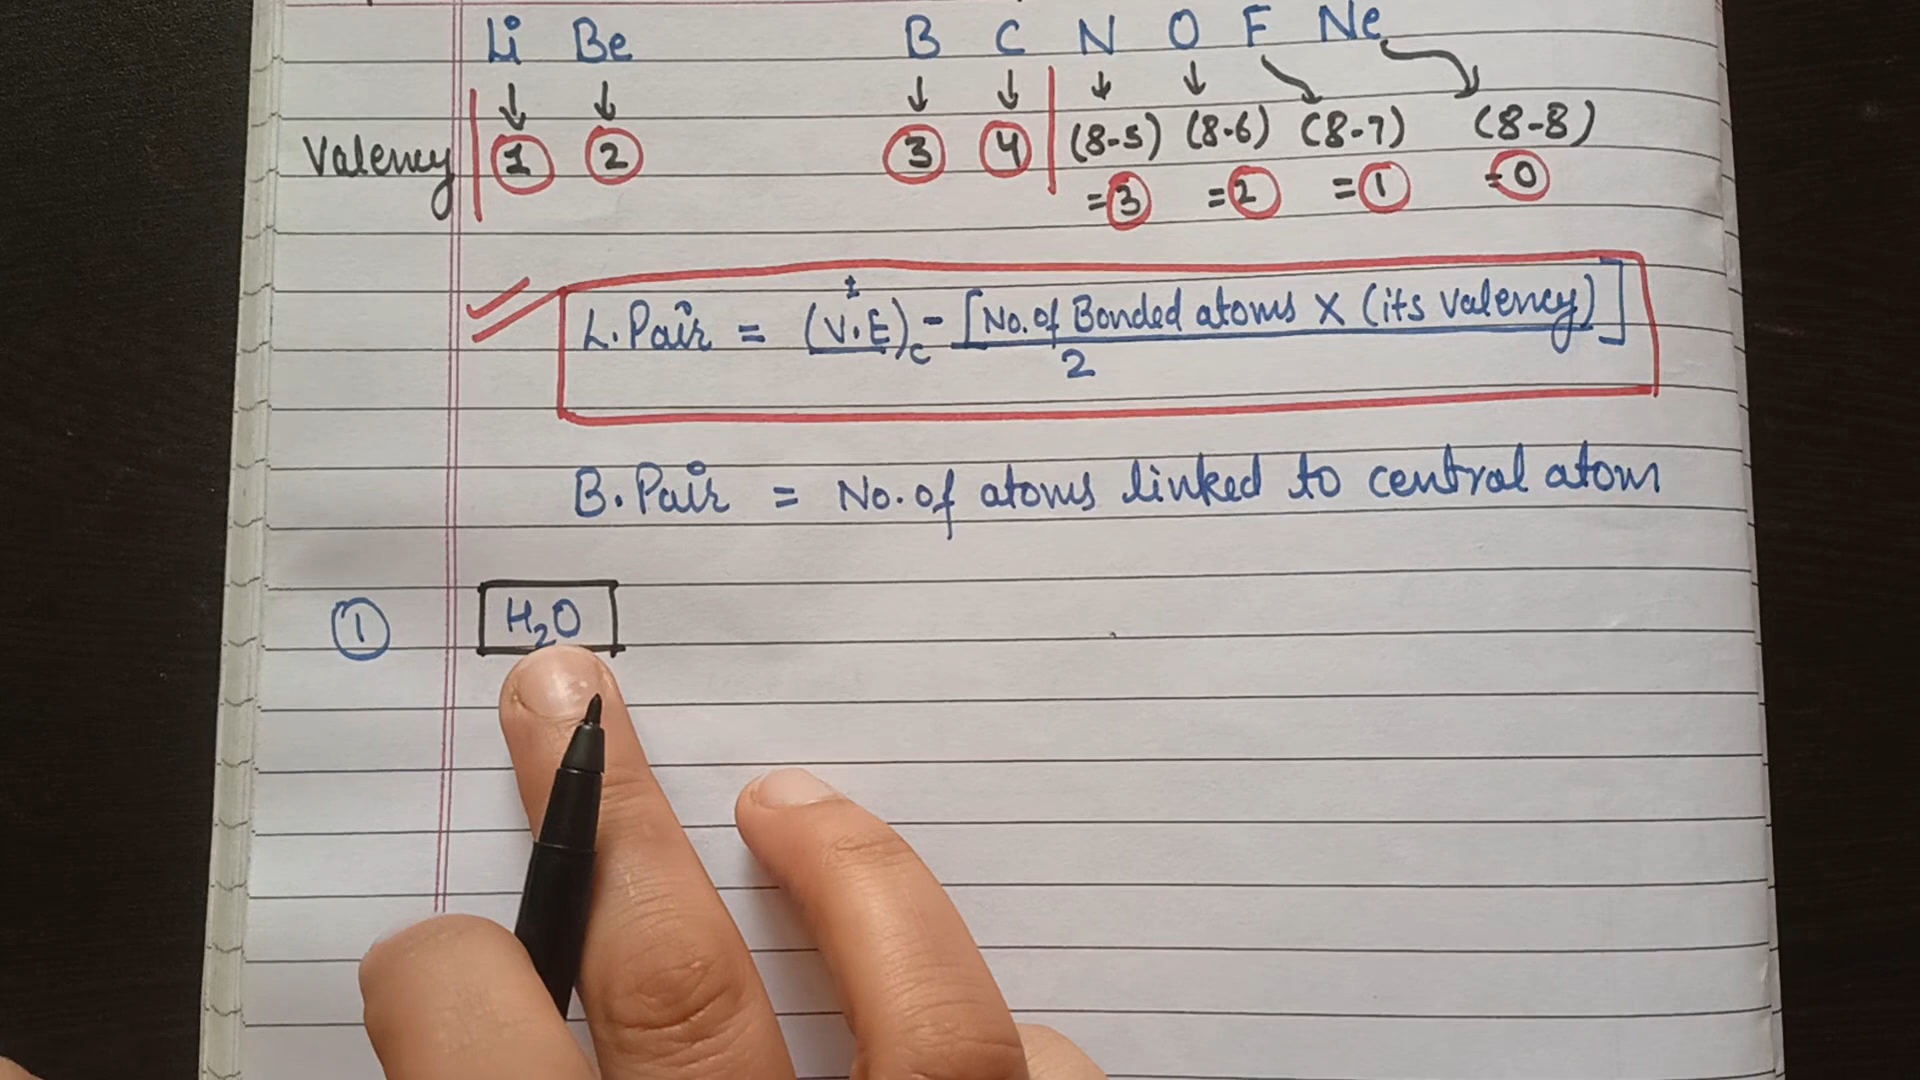 Li Be B C N O F Ne
↓ ↓ ↓ ↓ ↓ ↓
Valency 1 2 3 4 (8-5) (8-6) (8-7) (8-8)
=3 =2 =1 =0
±
L.Pair = (V.E)c - [No. of Bonded atoms X (its valency)]
2
B.Pair = No. of atoms linked to central atom
① H₂O